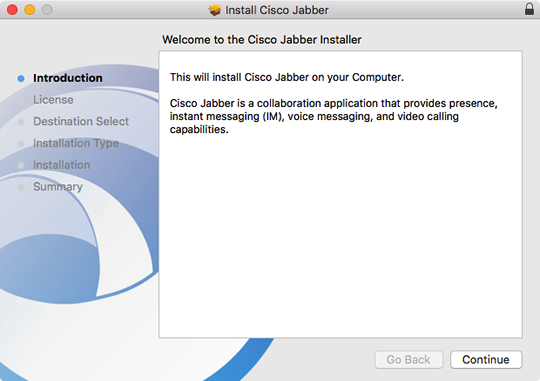 Install Cisco Jabber
Welcome to the Cisco Jabber Installer
Introduction
License
Destination Select
Installation Type
Installation
Summary
This will install Cisco Jabber on your Computer.
Cisco Jabber is a collaboration application that provides presence,
instant messaging (IM), voice messaging, and video calling
capabilities.
Go Back
Continue